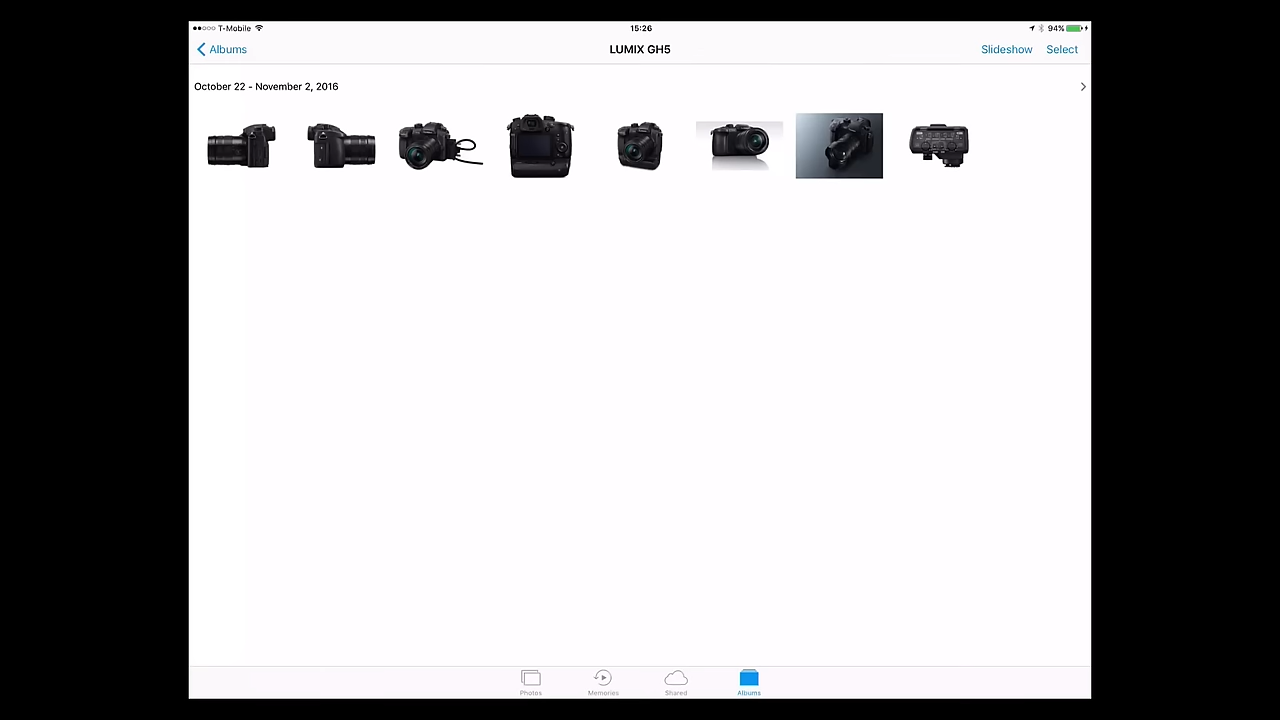 T-Mobile 15:26 94%
Albums LUMIX GH5 Slideshow Select
October 22 - November 2, 2016
Photos Memories Shared Albums